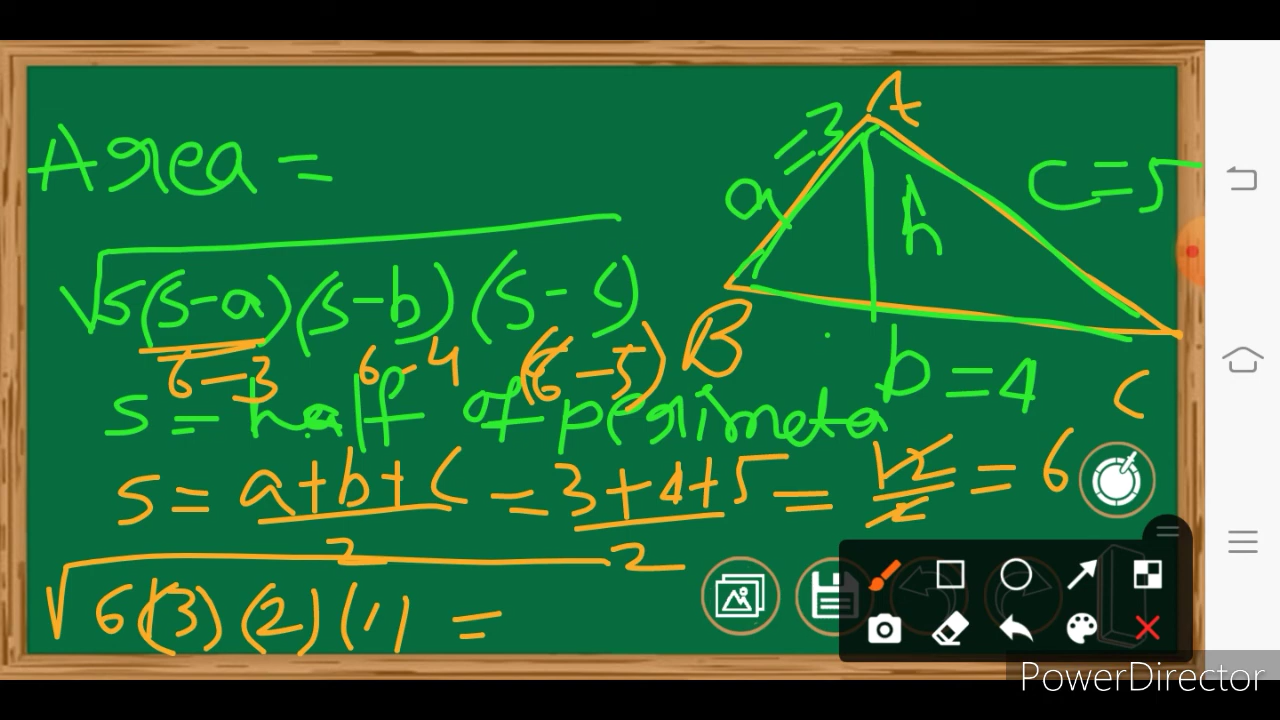 A
Area =
a = 3
c = 5
h
√s(s-a)(s-b)(s-c)
B
6-3 6-4 (6-5)
b = 4
C
s = half of perimeta
s = a+b+c/2 = 3+4+5/2 = 12/2 = 6
√6(3)(2)(1) =
PowerDirector